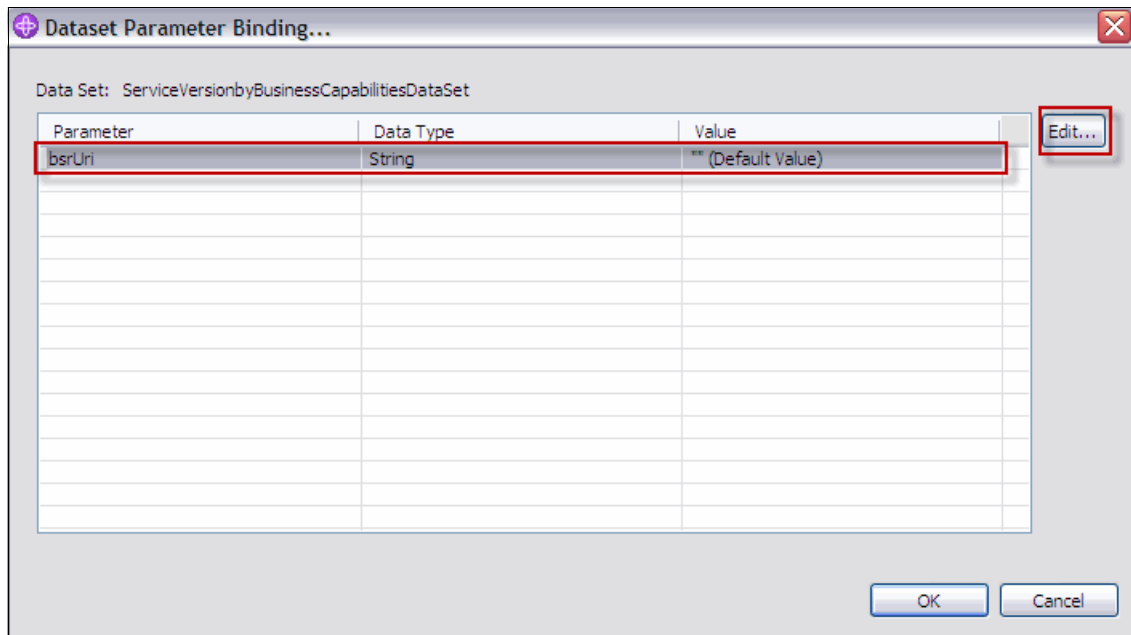 Dataset Parameter Binding...
Data Set: ServiceVersionbyBusinessCapabilitiesDataSet
Parameter Data Type Value Edit...
bsrUri String "" (Default Value)
OK Cancel